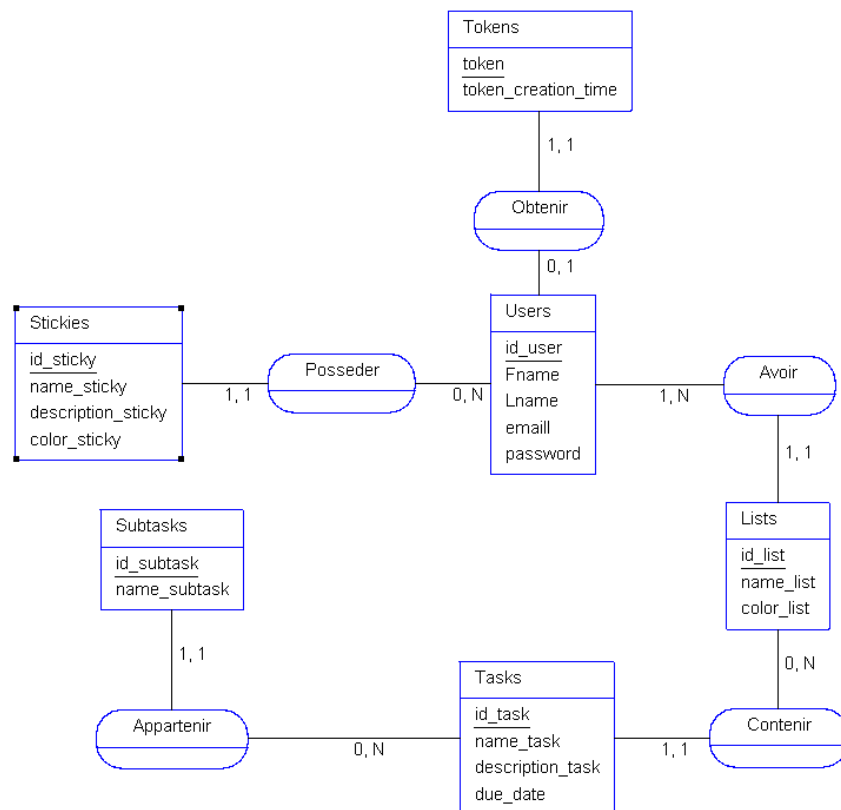 Tokens
token
token_creation_time
1, 1
Obtenir
0, 1
Stickies
id_sticky
name_sticky
description_sticky
color_sticky
1, 1
Posseder
0, N
Users
id_user
Fname
Lname
emaill
password
1, N
Avoir
1, 1
Subtasks
id_subtask
name_subtask
1, 1
Lists
id_list
name_list
color_list
0, N
Appartenir
0, N
Tasks
id_task
name_task
description_task
due_date
1, 1
Contenir